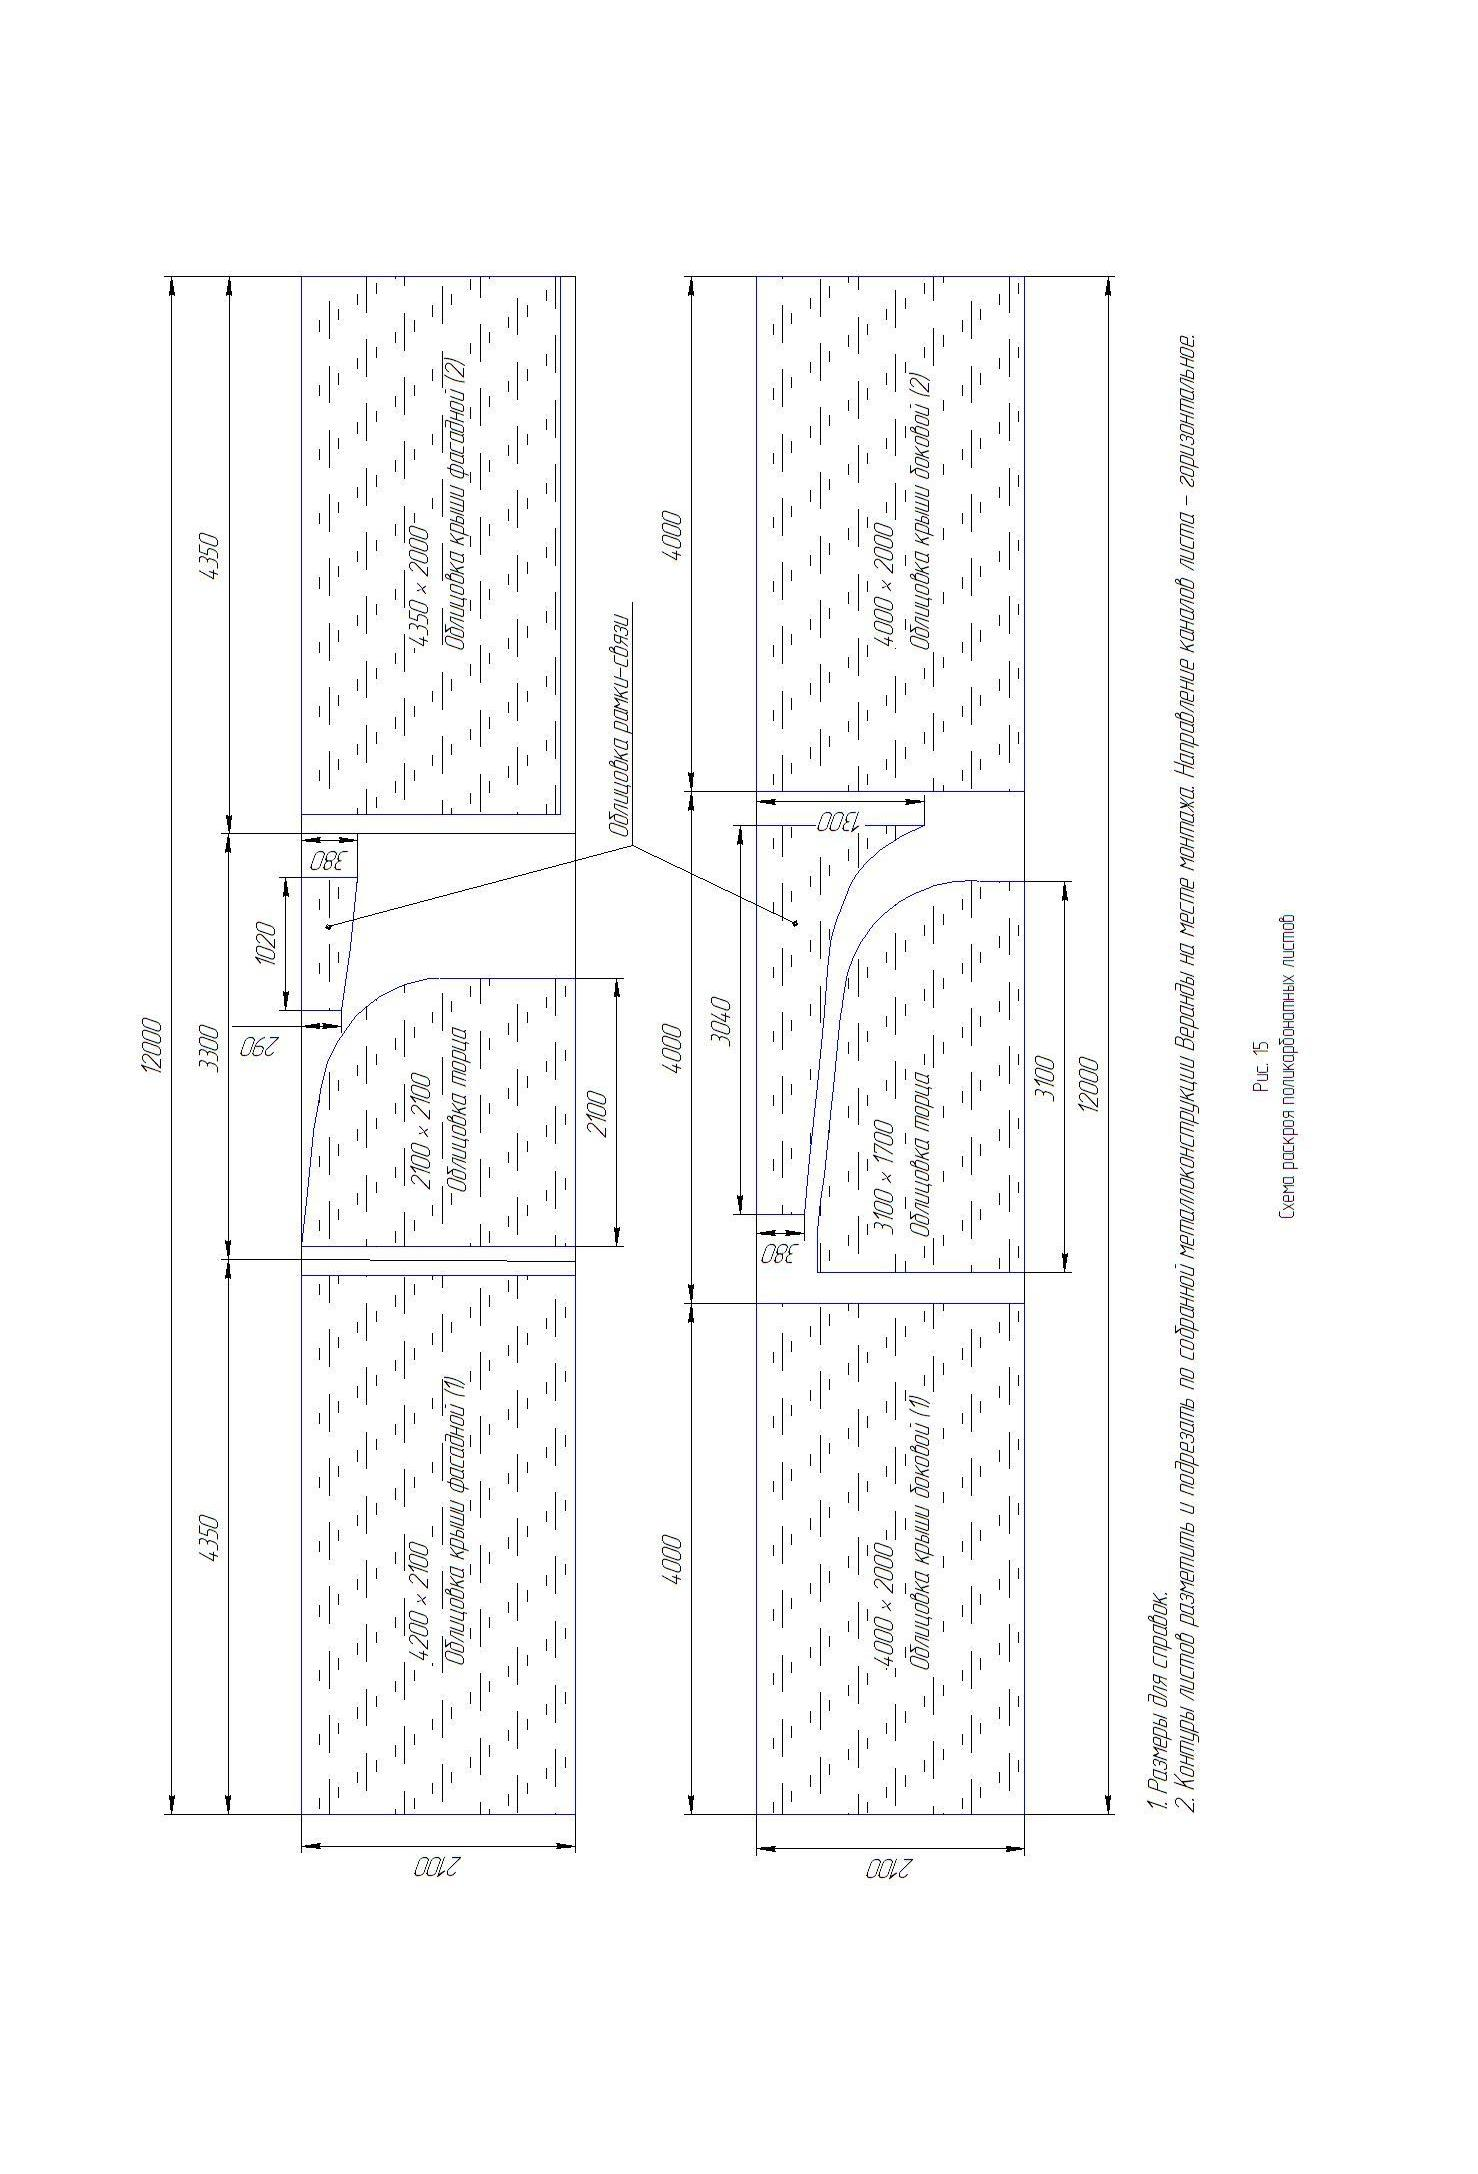 12000
4350
3300
4350
290
1020
380
2100
4200 × 2100
Облицовка крыши фасадной (1)
2100 × 2100
Облицовка торца
4350 × 2000
Облицовка крыши фасадной (2)
2100
Облицовка рамки-связи
4000
4000
4000
3040
380
1300
2100
4000 × 2000
Облицовка крыши боковой (1)
3100 × 1700
Облицовка торца
4000 × 2000
Облицовка крыши боковой (2)
3100
12000
1. Размеры для справок.
2. Контуры листов разметить и подрезать по собранной металлоконструкции Веранды на месте монтажа. Направление каналов листа - горизонтальное.
Рис. 15
Схема раскроя поликарбонатных листов